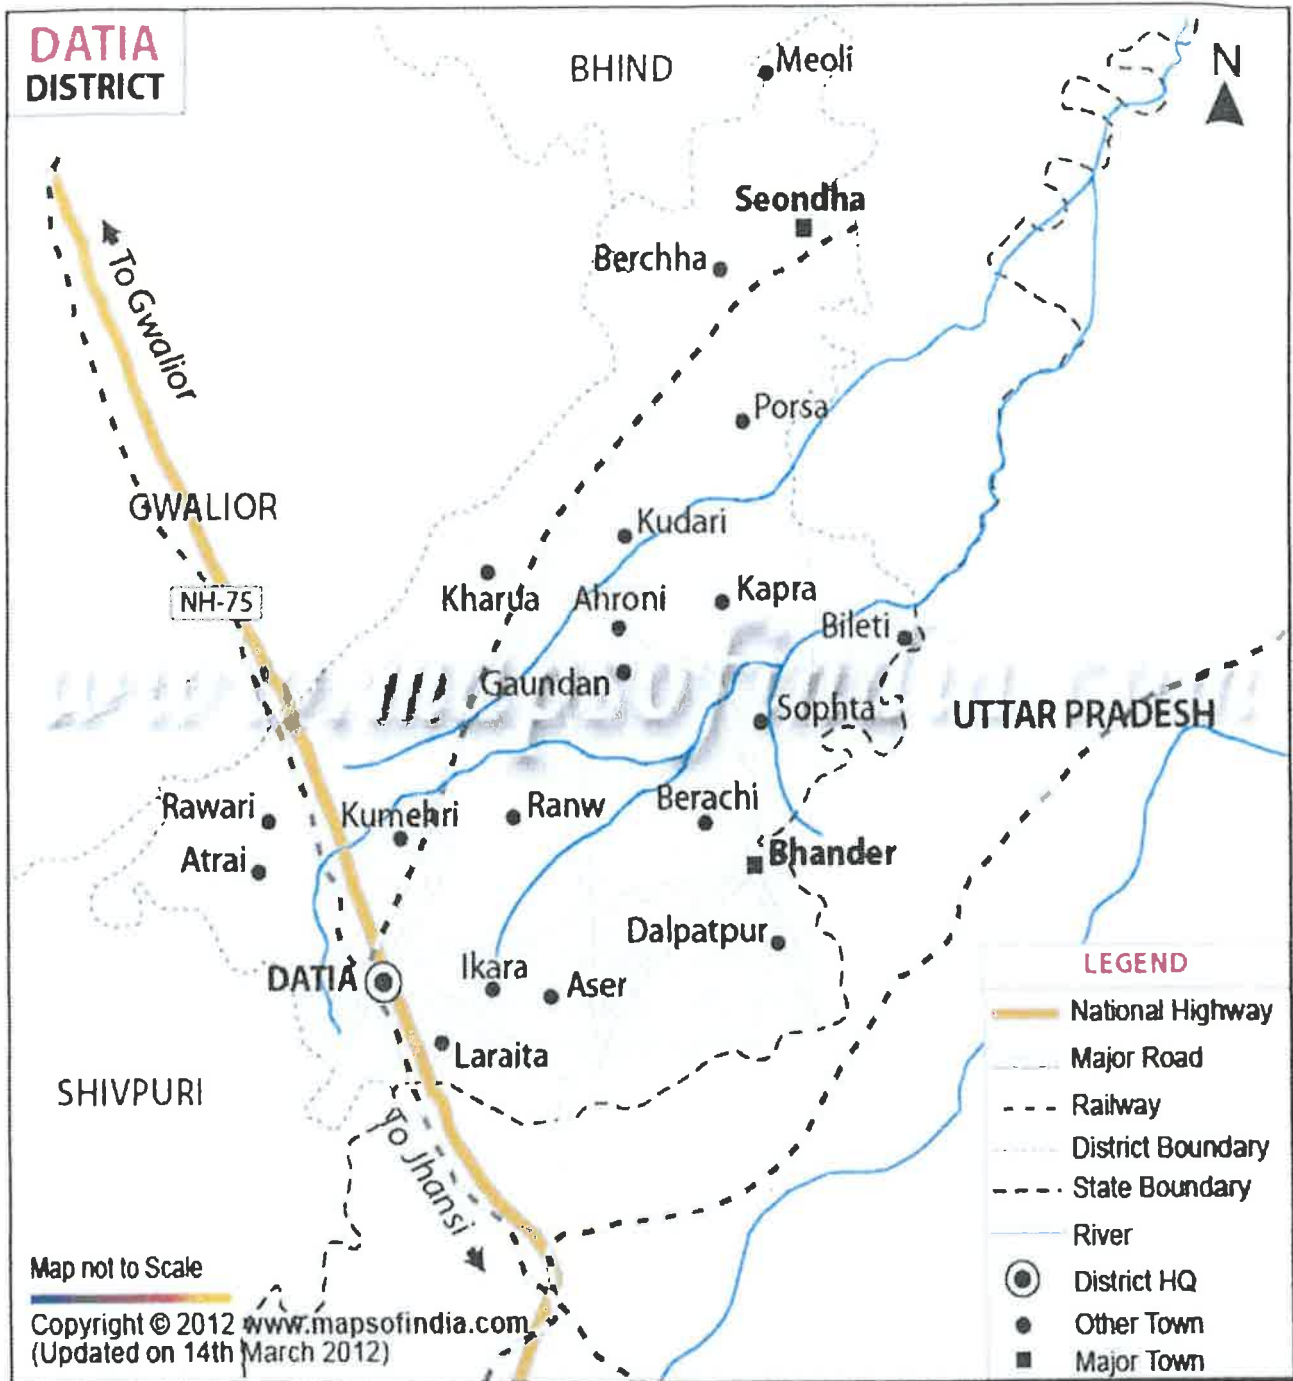 DATIA
DISTRICT
BHIND
Meoli
N
Seondha
Berchha
To Gwalior
Porsa
GWALIOR
Kudari
Kharua
Ahroni
Kapra
NH-75
Bileti
Gaundan
Sophta
UTTAR PRADESH
Rawari
Kumehri
Ranw
Berachi
Atrai
Bhander
Dalpatpur
DATIA
Ikara
Aser
Laraita
SHIVPURI
To Jhansi
LEGEND
National Highway
Major Road
Railway
District Boundary
State Boundary
River
District HQ
Other Town
Major Town
Map not to Scale
Copyright © 2012 www.mapsofindia.com
(Updated on 14th March 2012)